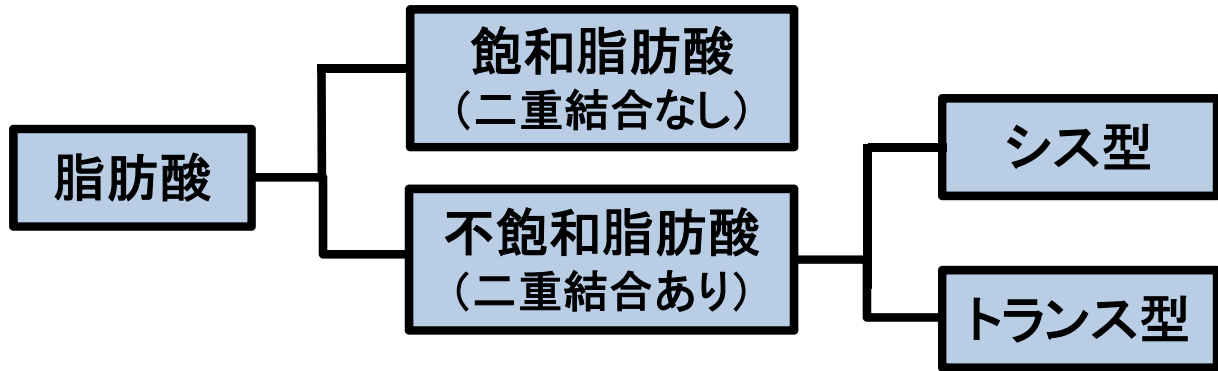 脂肪酸
飽和脂肪酸
（二重結合なし）
不飽和脂肪酸
（二重結合あり）
シス型
トランス型